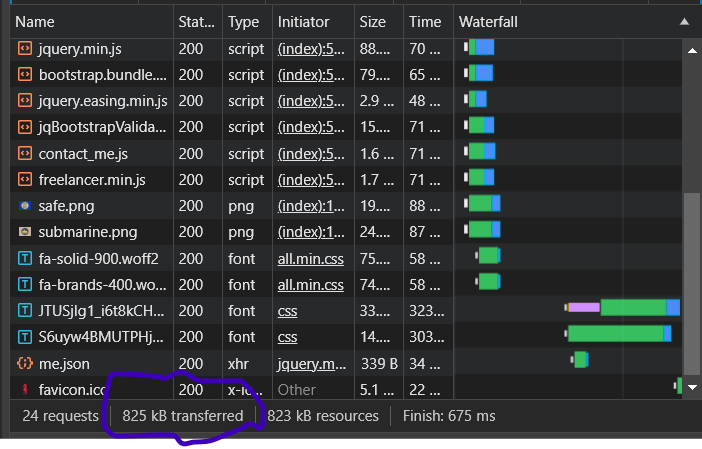 Name Stat... Type Initiator Size Time Waterfall
jquery.min.js 200 script (index):5... 88.... 70 ...
bootstrap.bundle.... 200 script (index):5... 79.... 65 ...
jquery.easing.min.js 200 script (index):5... 2.9 ... 48 ...
jqBootstrapValida... 200 script (index):5... 15.... 71 ...
contact_me.js 200 script (index):5... 1.6 ... 71 ...
freelancer.min.js 200 script (index):5... 1.7 ... 71 ...
safe.png 200 png (index):1... 19.... 88 ...
submarine.png 200 png (index):1... 24.... 87 ...
fa-solid-900.woff2 200 font all.min.css 75.... 58 ...
fa-brands-400.wo... 200 font all.min.css 74.... 58 ...
JTUSjIg1_i6t8kCH... 200 font css 33.... 323...
S6uyw4BMUTPHj... 200 font css 14.... 303...
me.json 200 xhr jquery.m... 339 B 34 ...
favicon.ico 200 x-ic... Other 5.1 ... 22 ...
24 requests 825 kB transferred 823 kB resources Finish: 675 ms